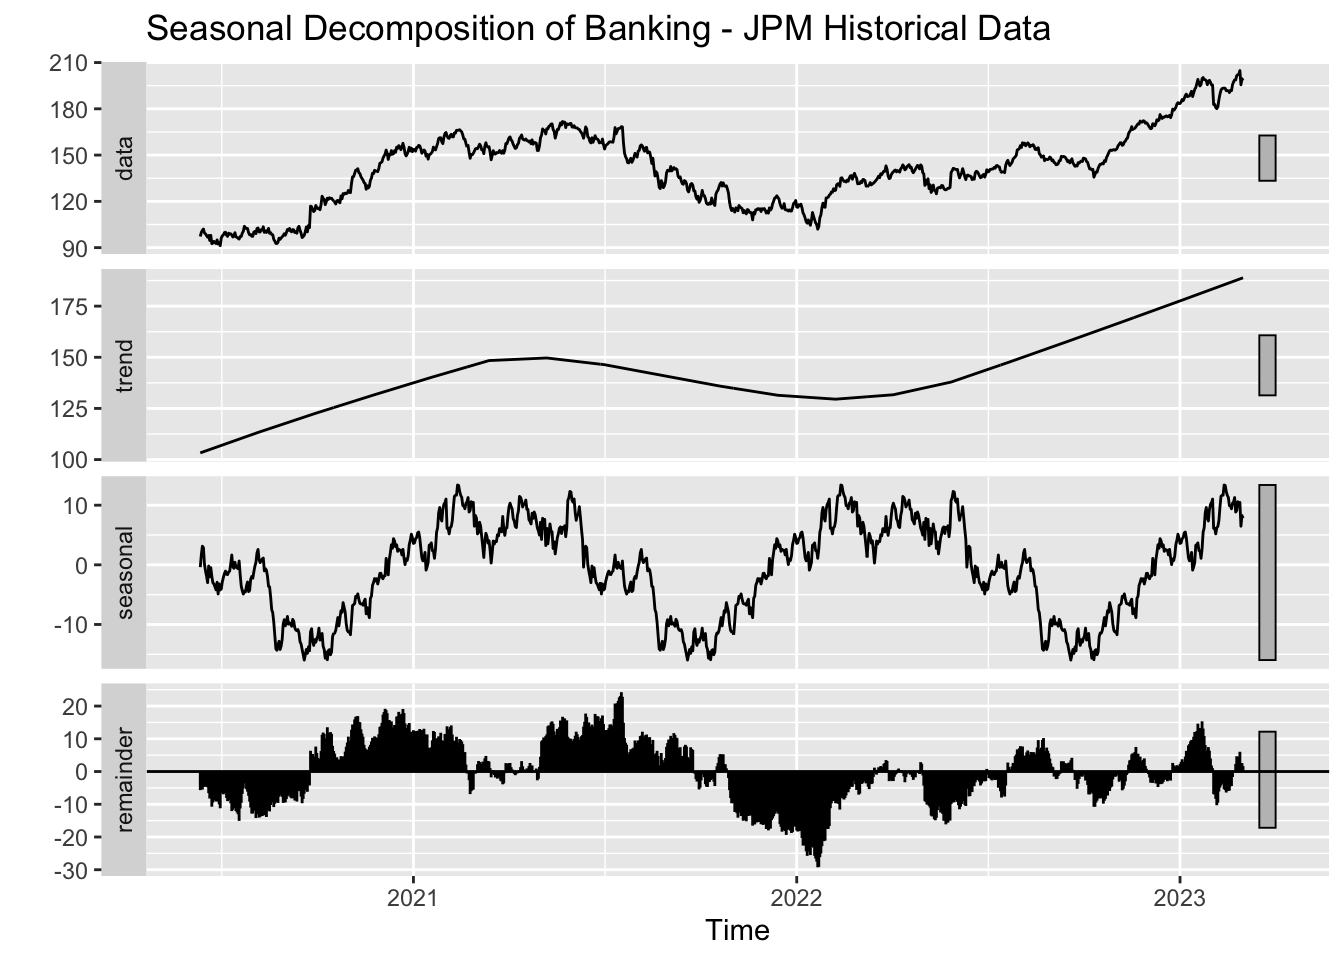 Seasonal Decomposition of Banking - JPM Historical Data
210
180
150
120
90
data
175
150
125
100
trend
10
0
-10
seasonal
20
10
0
-10
-20
-30
remainder
2021 2022 2023
Time